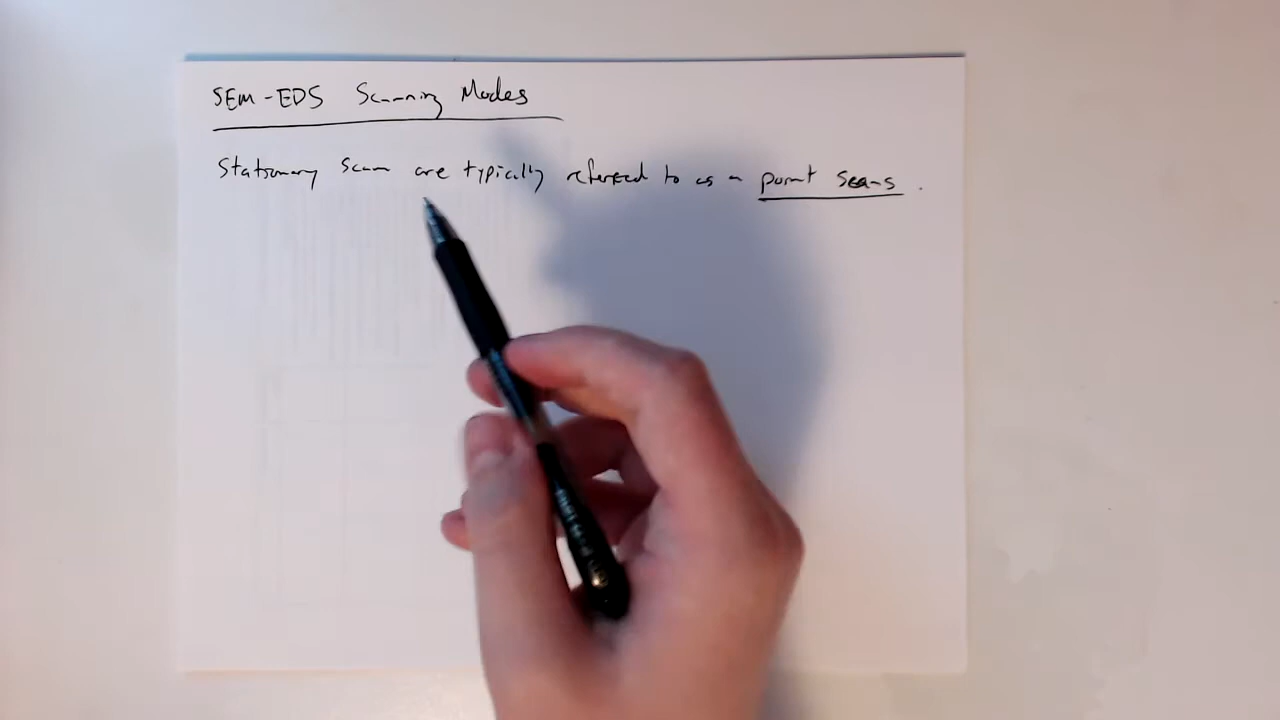 SEM-EDS Scanning Modes
Stationary scan are typically referred to as a point scans.